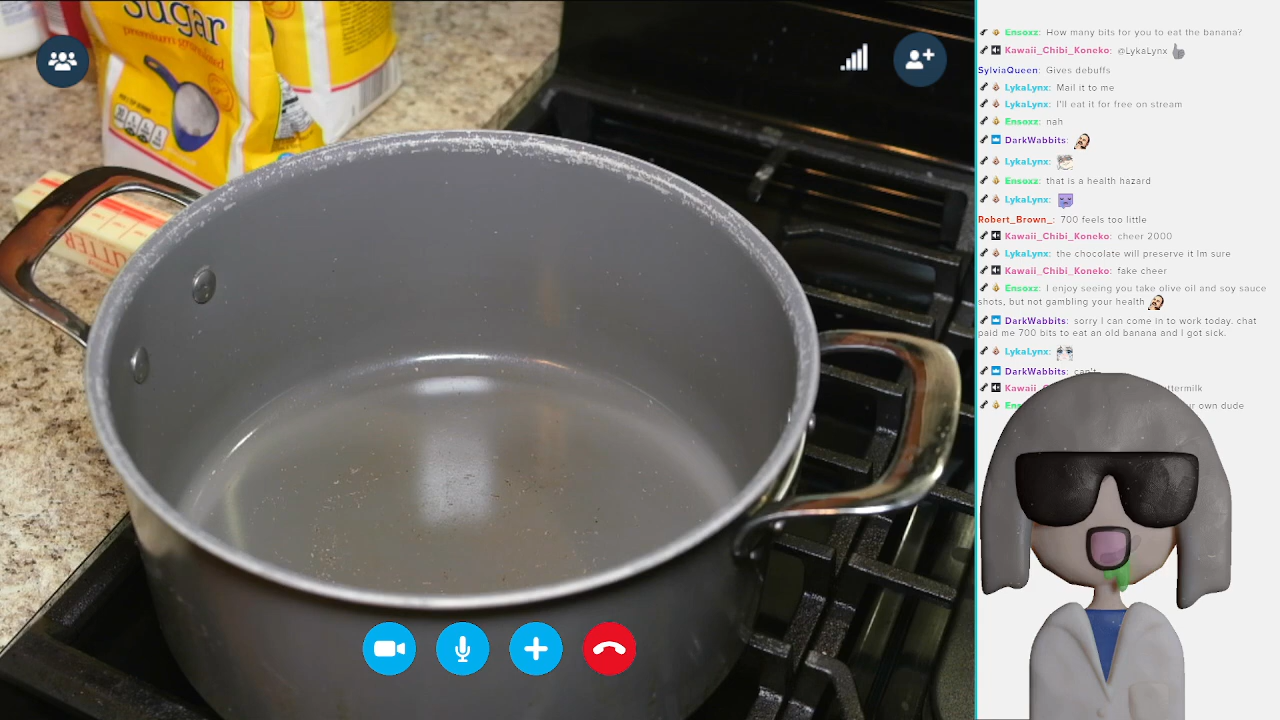 Sugar
premium granulated
BUTTER
Ensoxz: How many bits for you to eat the banana?
Kawaii_Chibi_Koneko: @LykaLynx
SylviaQueen: Gives debuffs
LykaLynx: Mail it to me
LykaLynx: I'll eat it for free on stream
Ensoxz: nah
DarkWabbits:
LykaLynx:
Ensoxz: that is a health hazard
LykaLynx:
Robert_Brown_: 700 feels too little
Kawaii_Chibi_Koneko: cheer 2000
LykaLynx: the chocolate will preserve it Im sure
Kawaii_Chibi_Koneko: fake cheer
Ensoxz: I enjoy seeing you take olive oil and soy sauce
shots, but not gambling your health
DarkWabbits: sorry I can come in to work today. chat
paid me 700 bits to eat an old banana and I got sick.
LykaLynx:
DarkWabbits: can't
own dude